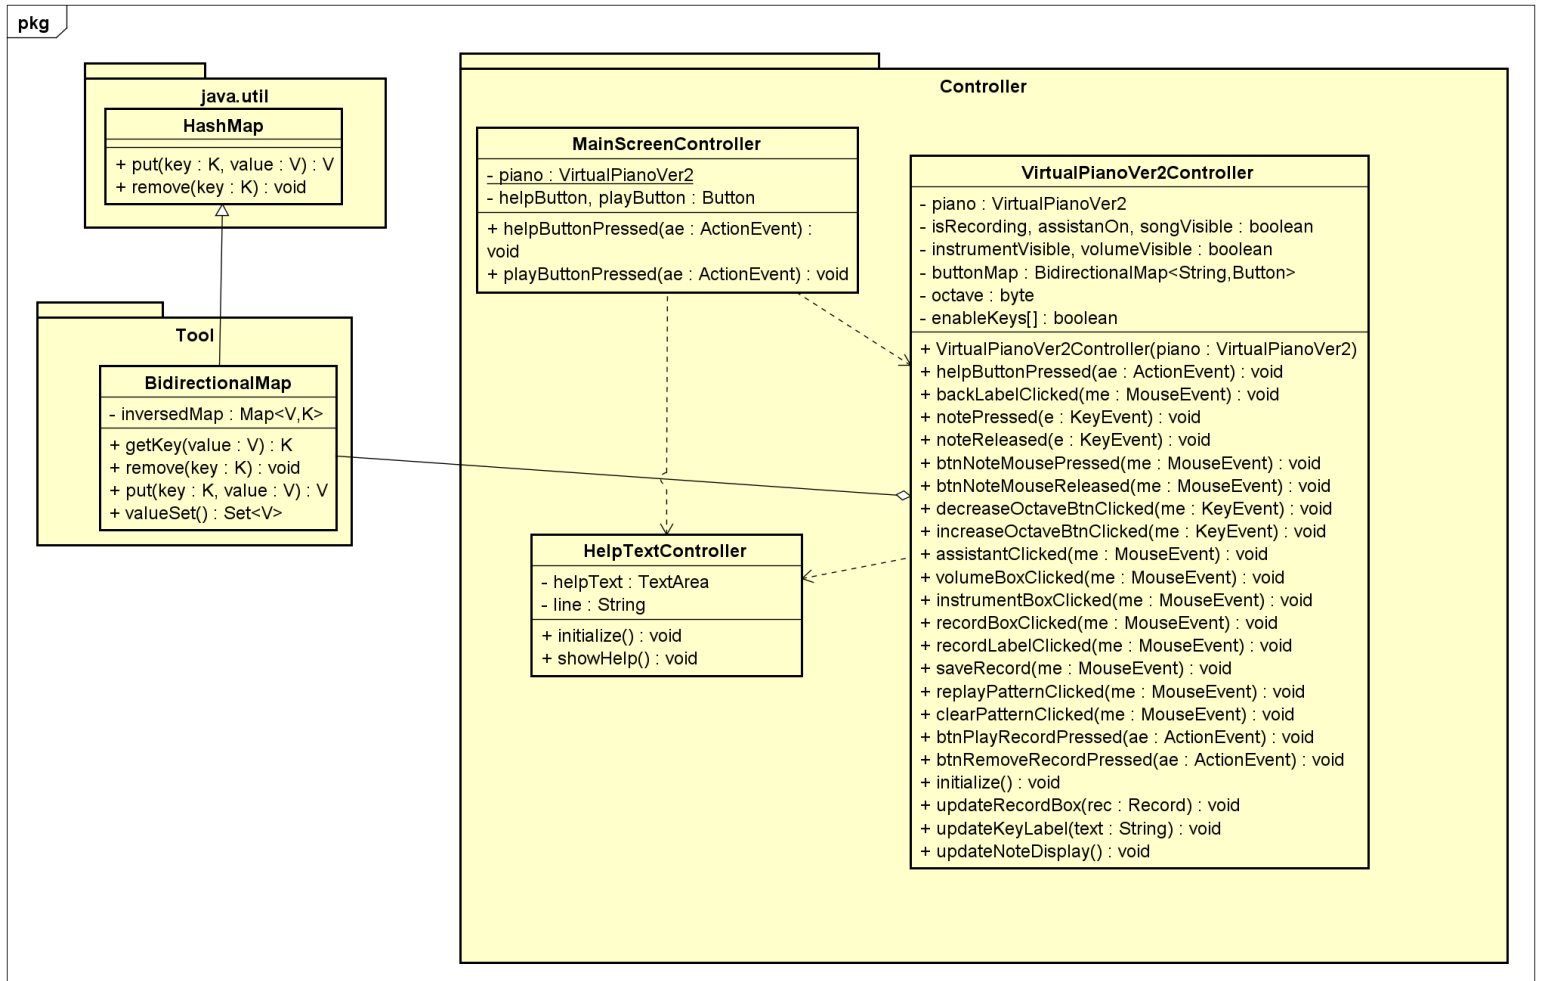 pkg
java.util
HashMap
+ put(key : K, value : V) : V
+ remove(key : K) : void
Tool
BidirectionalMap
- inversedMap : Map<V,K>
+ getKey(value : V) : K
+ remove(key : K) : void
+ put(key : K, value : V) : V
+ valueSet() : Set<V>
Controller
MainScreenController
- piano : VirtualPianoVer2
- helpButton, playButton : Button
+ helpButtonPressed(ae : ActionEvent) :
void
+ playButtonPressed(ae : ActionEvent) : void
HelpTextController
- helpText : TextArea
- line : String
+ initialize() : void
+ showHelp() : void
VirtualPianoVer2Controller
- piano : VirtualPianoVer2
- isRecording, assistanOn, songVisible : boolean
- instrumentVisible, volumeVisible : boolean
- buttonMap : BidirectionalMap<String,Button>
- octave : byte
- enableKeys[] : boolean
+ VirtualPianoVer2Controller(piano : VirtualPianoVer2)
+ helpButtonPressed(ae : ActionEvent) : void
+ backLabelClicked(me : MouseEvent) : void
+ notePressed(e : KeyEvent) : void
+ noteReleased(e : KeyEvent) : void
+ btnNoteMousePressed(me : MouseEvent) : void
+ btnNoteMouseReleased(me : MouseEvent) : void
+ decreaseOctaveBtnClicked(me : KeyEvent) : void
+ increaseOctaveBtnClicked(me : KeyEvent) : void
+ assistantClicked(me : MouseEvent) : void
+ volumeBoxClicked(me : MouseEvent) : void
+ instrumentBoxClicked(me : MouseEvent) : void
+ recordBoxClicked(me : MouseEvent) : void
+ recordLabelClicked(me : MouseEvent) : void
+ saveRecord(me : MouseEvent) : void
+ replayPatternClicked(me : MouseEvent) : void
+ clearPatternClicked(me : MouseEvent) : void
+ btnPlayRecordPressed(ae : ActionEvent) : void
+ btnRemoveRecordPressed(ae : ActionEvent) : void
+ initialize() : void
+ updateRecordBox(rec : Record) : void
+ updateKeyLabel(text : String) : void
+ updateNoteDisplay() : void